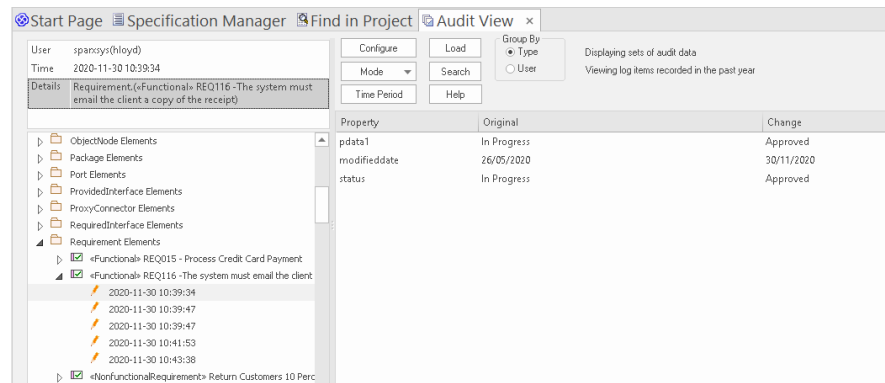 Start Page Specification Manager Find in Project Audit View ×
User sparxsys(hloyd)
Time 2020-11-30 10:39:34
Details Requirement.(«Functional» REQ116 -The system must
email the client a copy of the receipt)
Configure Load
Mode Search
Time Period Help
Group By
Type
User
Displaying sets of audit data
Viewing log items recorded in the past year
Property Original Change
pdata1 In Progress Approved
modifieddate 26/05/2020 30/11/2020
status In Progress Approved
ObjectNode Elements
Package Elements
Port Elements
ProvidedInterface Elements
ProxyConnector Elements
RequiredInterface Elements
Requirement Elements
«Functional» REQ015 - Process Credit Card Payment
«Functional» REQ116 -The system must email the client
2020-11-30 10:39:34
2020-11-30 10:39:47
2020-11-30 10:39:47
2020-11-30 10:41:53
2020-11-30 10:43:38
«NonfunctionalRequirement» Return Customers 10 Perc